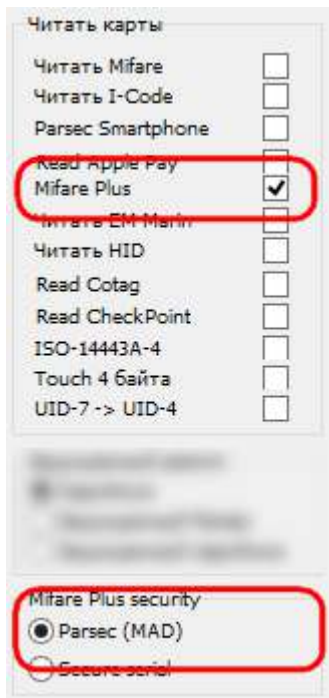 Читать карты
Читать Mifare
Читать I-Code
Parsec Smartphone
Read Apple Pay
Mifare Plus
Читать EM Marin
Читать HID
Read Cotag
Read CheckPoint
ISO-14443A-4
Touch 4 байта
UID-7 -> UID-4
Mifare Plus security
Parsec (MAD)
Secure serial